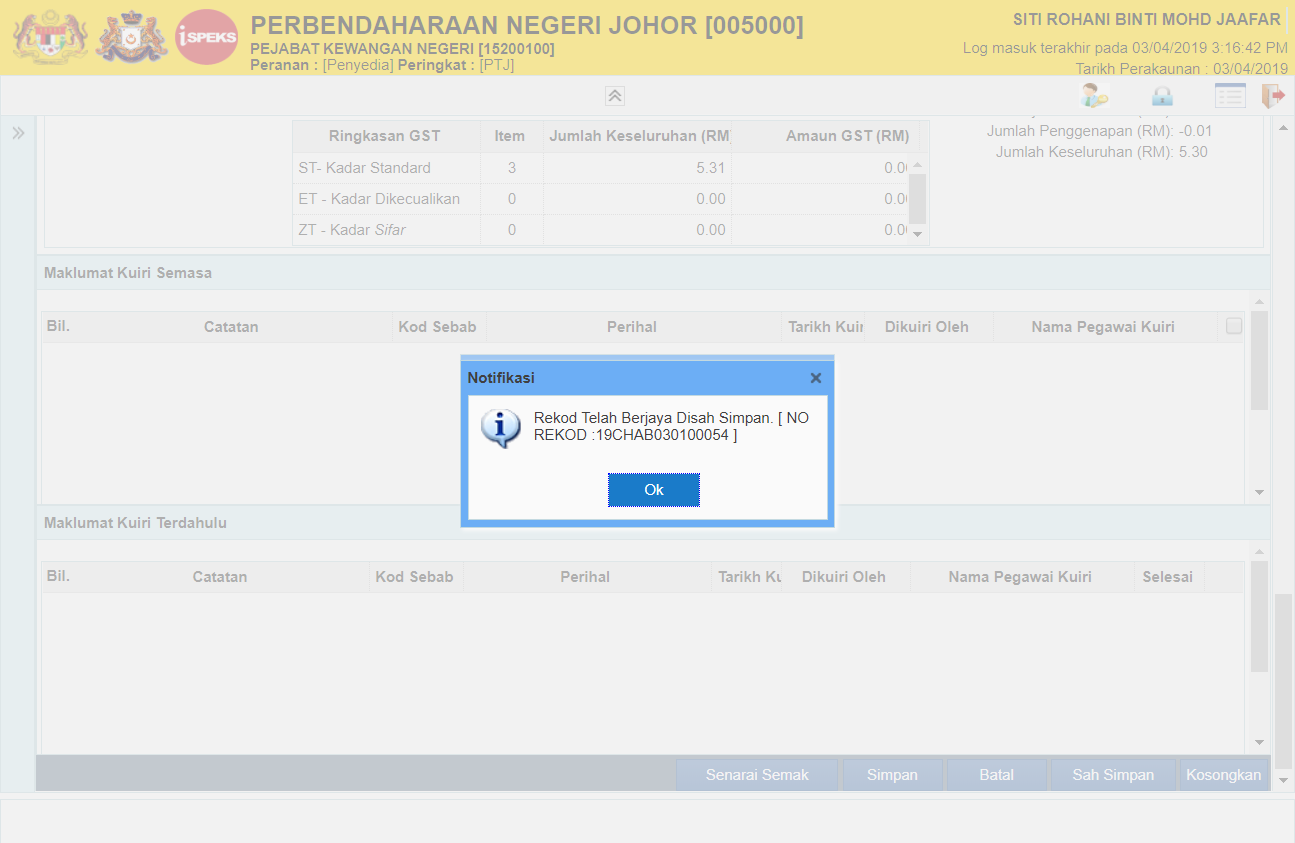 iSPEKS
PERBENDAHARAAN NEGERI JOHOR [005000]
PEJABAT KEWANGAN NEGERI [15200100]
Peranan : [Penyedia] Peringkat : [PTJ]
SITI ROHANI BINTI MOHD JAAFAR
Log masuk terakhir pada 03/04/2019 3:16:42 PM
Tarikh Perakaunan : 03/04/2019
Ringkasan GST Item Jumlah Keseluruhan (RM Amaun GST (RM)
ST- Kadar Standard 3 5.31 0.0
ET - Kadar Dikecualikan 0 0.00 0.0
ZT - Kadar Sifar 0 0.00 0.0
Jumlah Penggenapan (RM): -0.01
Jumlah Keseluruhan (RM): 5.30
Maklumat Kuiri Semasa
Bil. Catatan Kod Sebab Perihal Tarikh Kuir Dikuiri Oleh Nama Pegawai Kuiri
Notifikasi
Rekod Telah Berjaya Disah Simpan. [ NO
REKOD :19CHAB030100054 ]
Ok
Maklumat Kuiri Terdahulu
Bil. Catatan Kod Sebab Perihal Tarikh Ku Dikuiri Oleh Nama Pegawai Kuiri Selesai
Senarai Semak Simpan Batal Sah Simpan Kosongkan